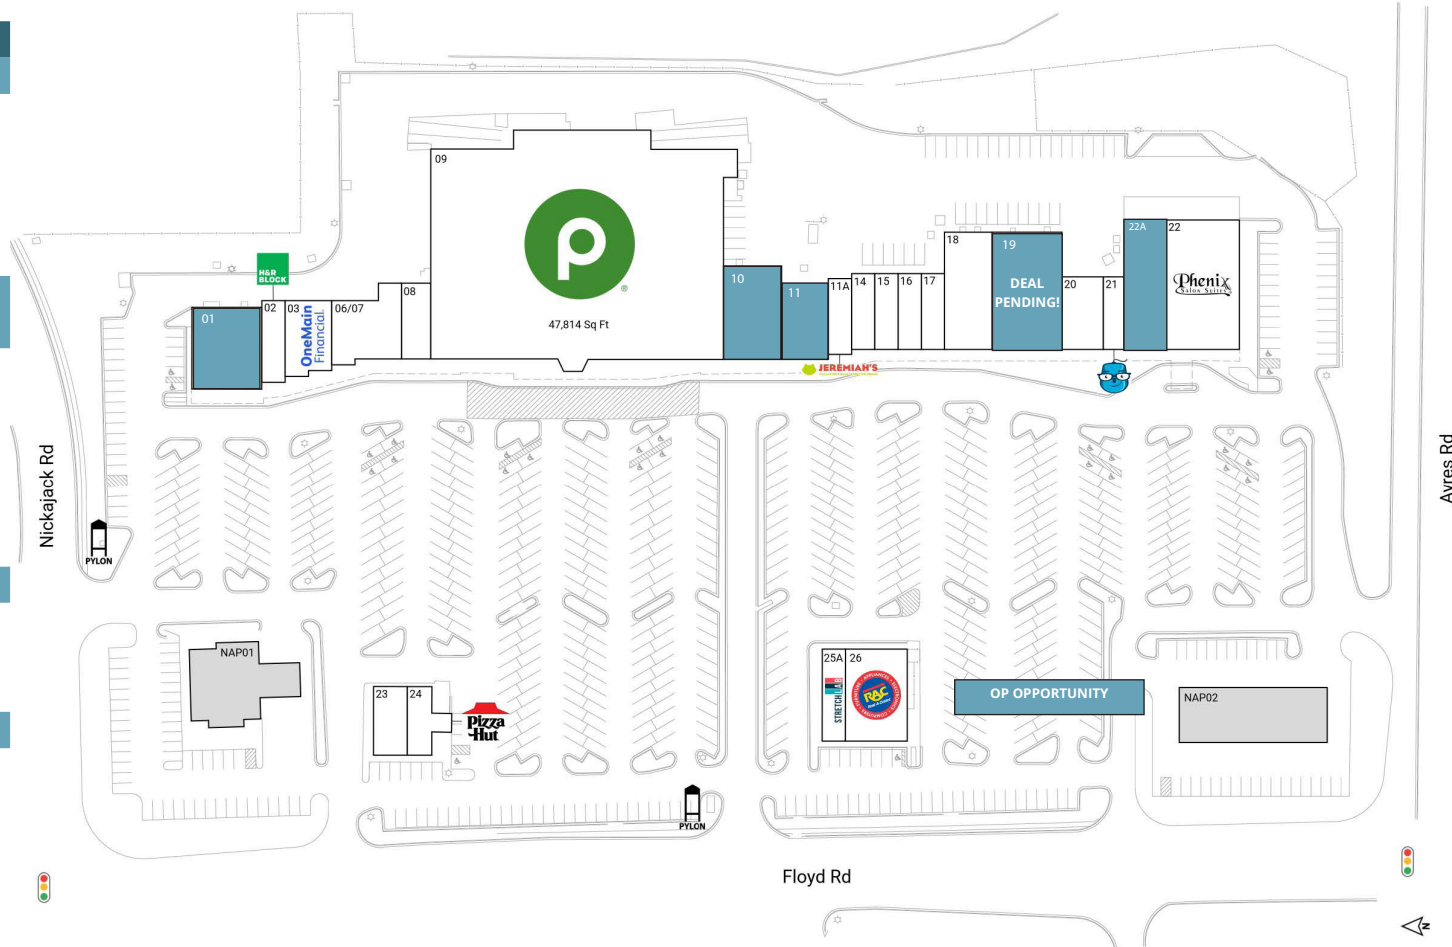 09
47,814 Sq Ft
H&R
BLOCK
01
02
03
OneMain
Financial.
06/07
08
10
11
11A
14
15
16
17
18
19
DEAL
PENDING!
20
21
22A
22
Phenix
Salon Suites
JEREMIAH'S
Nickajack Rd
Ayres Rd
PYLON
NAP01
23
24
Pizza
Hut
25A
26
STRETCHLAB
RAC
OP OPPORTUNITY
NAP02
PYLON
Floyd Rd
N